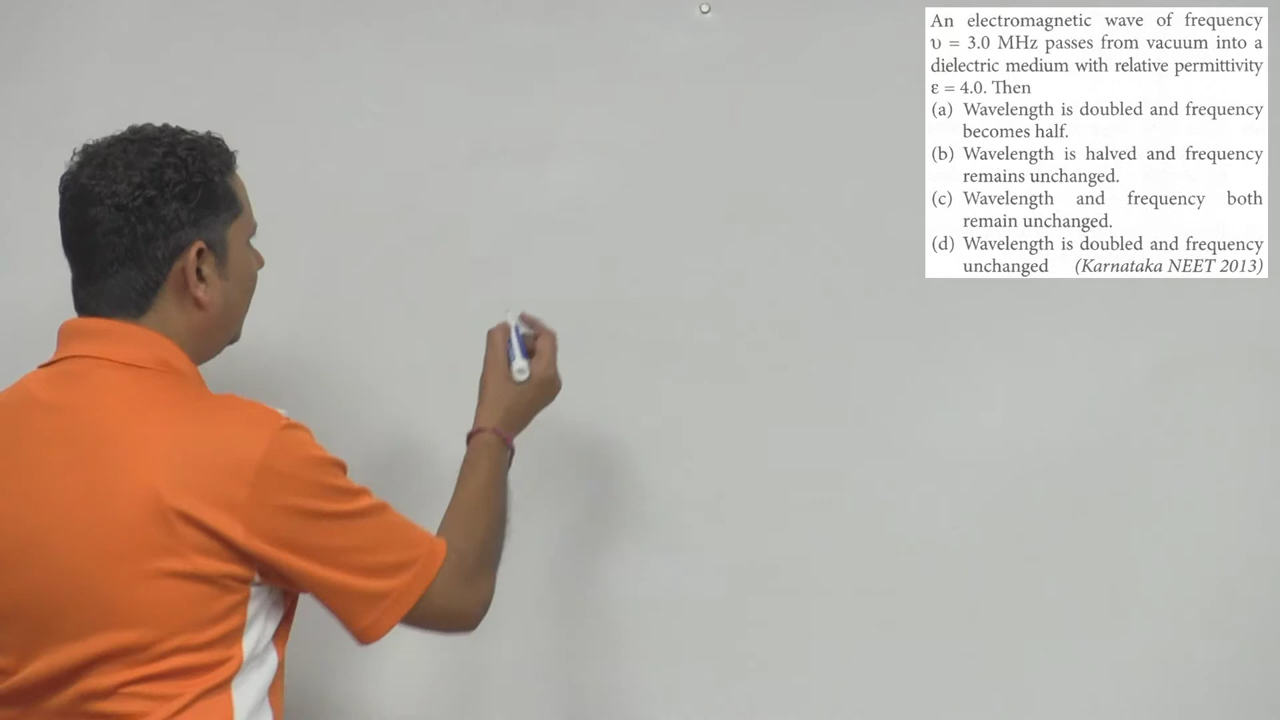 An electromagnetic wave of frequency
υ = 3.0 MHz passes from vacuum into a
dielectric medium with relative permittivity
ε = 4.0. Then
(a) Wavelength is doubled and frequency
becomes half.
(b) Wavelength is halved and frequency
remains unchanged.
(c) Wavelength and frequency both
remain unchanged.
(d) Wavelength is doubled and frequency
unchanged (Karnataka NEET 2013)